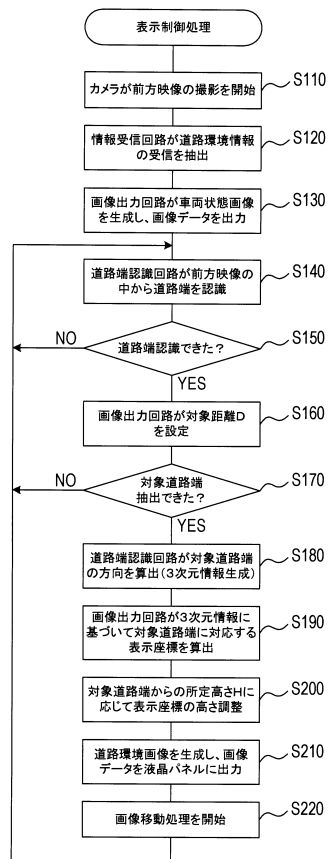 表示制御処理
カメラが前方映像の撮影を開始
S110
情報受信回路が道路環境情報
の受信を抽出
S120
画像出力回路が車両状態画像
を生成し、画像データを出力
S130
道路端認識回路が前方映像の
中から道路端を認識
S140
道路端認識できた?
S150
NO
YES
画像出力回路が対象距離D
を設定
S160
対象道路端
抽出できた?
S170
NO
YES
道路端認識回路が対象道路端
の方向を算出(3次元情報生成)
S180
画像出力回路が3次元情報に
基づいて対象道路端に対応する
表示座標を算出
S190
対象道路端からの所定高さHに
応じて表示座標の高さ調整
S200
道路環境画像を生成し、画像
データを液晶パネルに出力
S210
画像移動処理を開始
S220